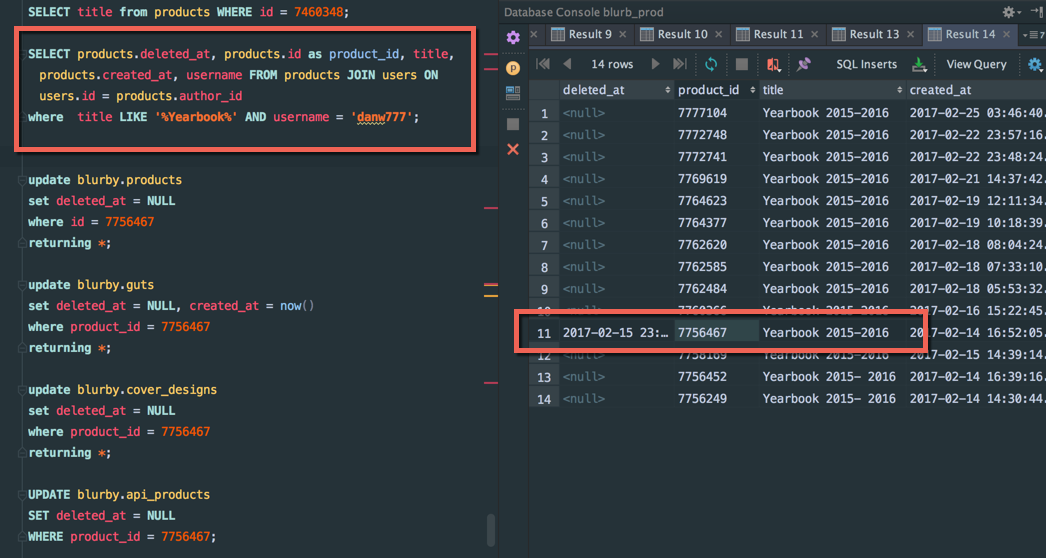 SELECT title from products WHERE id = 7460348;
SELECT products.deleted_at, products.id as product_id, title,
products.created_at, username FROM products JOIN users ON
users.id = products.author_id
where  title LIKE '%Yearbook%' AND username = 'danw777';
update blurby.products
set deleted_at = NULL
where id = 7756467
returning *;
update blurby.guts
set deleted_at = NULL, created_at = now()
where product_id = 7756467
returning *;
update blurby.cover_designs
set deleted_at = NULL
where product_id = 7756467
returning *;
UPDATE blurby.api_products
SET deleted_at = NULL
WHERE product_id = 7756467;
Database Console blurb_prod
Result 9 Result 10 Result 11 Result 13 Result 14 7
P
14 rows SQL Inserts View Query
deleted_at product_id title created_at
1 <null> 7777104 Yearbook 2015-2016 2017-02-25 03:46:40.
2 <null> 7772748 Yearbook 2015-2016 2017-02-22 23:57:16.
3 <null> 7772741 Yearbook 2015-2016 2017-02-22 23:48:24.
4 <null> 7769619 Yearbook 2015-2016 2017-02-21 14:37:42.
5 <null> 7764623 Yearbook 2015-2016 2017-02-19 12:11:34.
6 <null> 7764377 Yearbook 2015-2016 2017-02-19 10:18:39.
7 <null> 7762620 Yearbook 2015-2016 2017-02-18 08:04:24.
8 <null> 7762585 Yearbook 2015-2016 2017-02-18 07:33:10.
9 <null> 7762484 Yearbook 2015-2016 2017-02-18 05:53:32.
10 <null> Yearbook 2015-2016 2017-02-16 15:22:45.
11 2017-02-15 23:… 7756467 Yearbook 2015-2016 2017-02-14 16:52:05.
12 <null> Yearbook 2015-2016 2017-02-15 14:39:14.
13 <null> 7756452 Yearbook 2015- 2016 2017-02-14 16:39:16.
14 <null> 7756249 Yearbook 2015- 2016 2017-02-14 14:30:44.